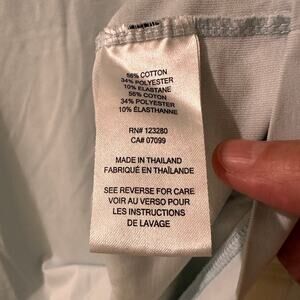 56% COTTON
34% POLYESTER
10% ELASTANE
56% COTON
34% POLYESTER
10% ÉLASTHANNE
RN# 123280
CA# 07099
MADE IN THAILAND
FABRIQUÉ EN THAÏLANDE
SEE REVERSE FOR CARE
VOIR AU VERSO POUR
LES INSTRUCTIONS
DE LAVAGE